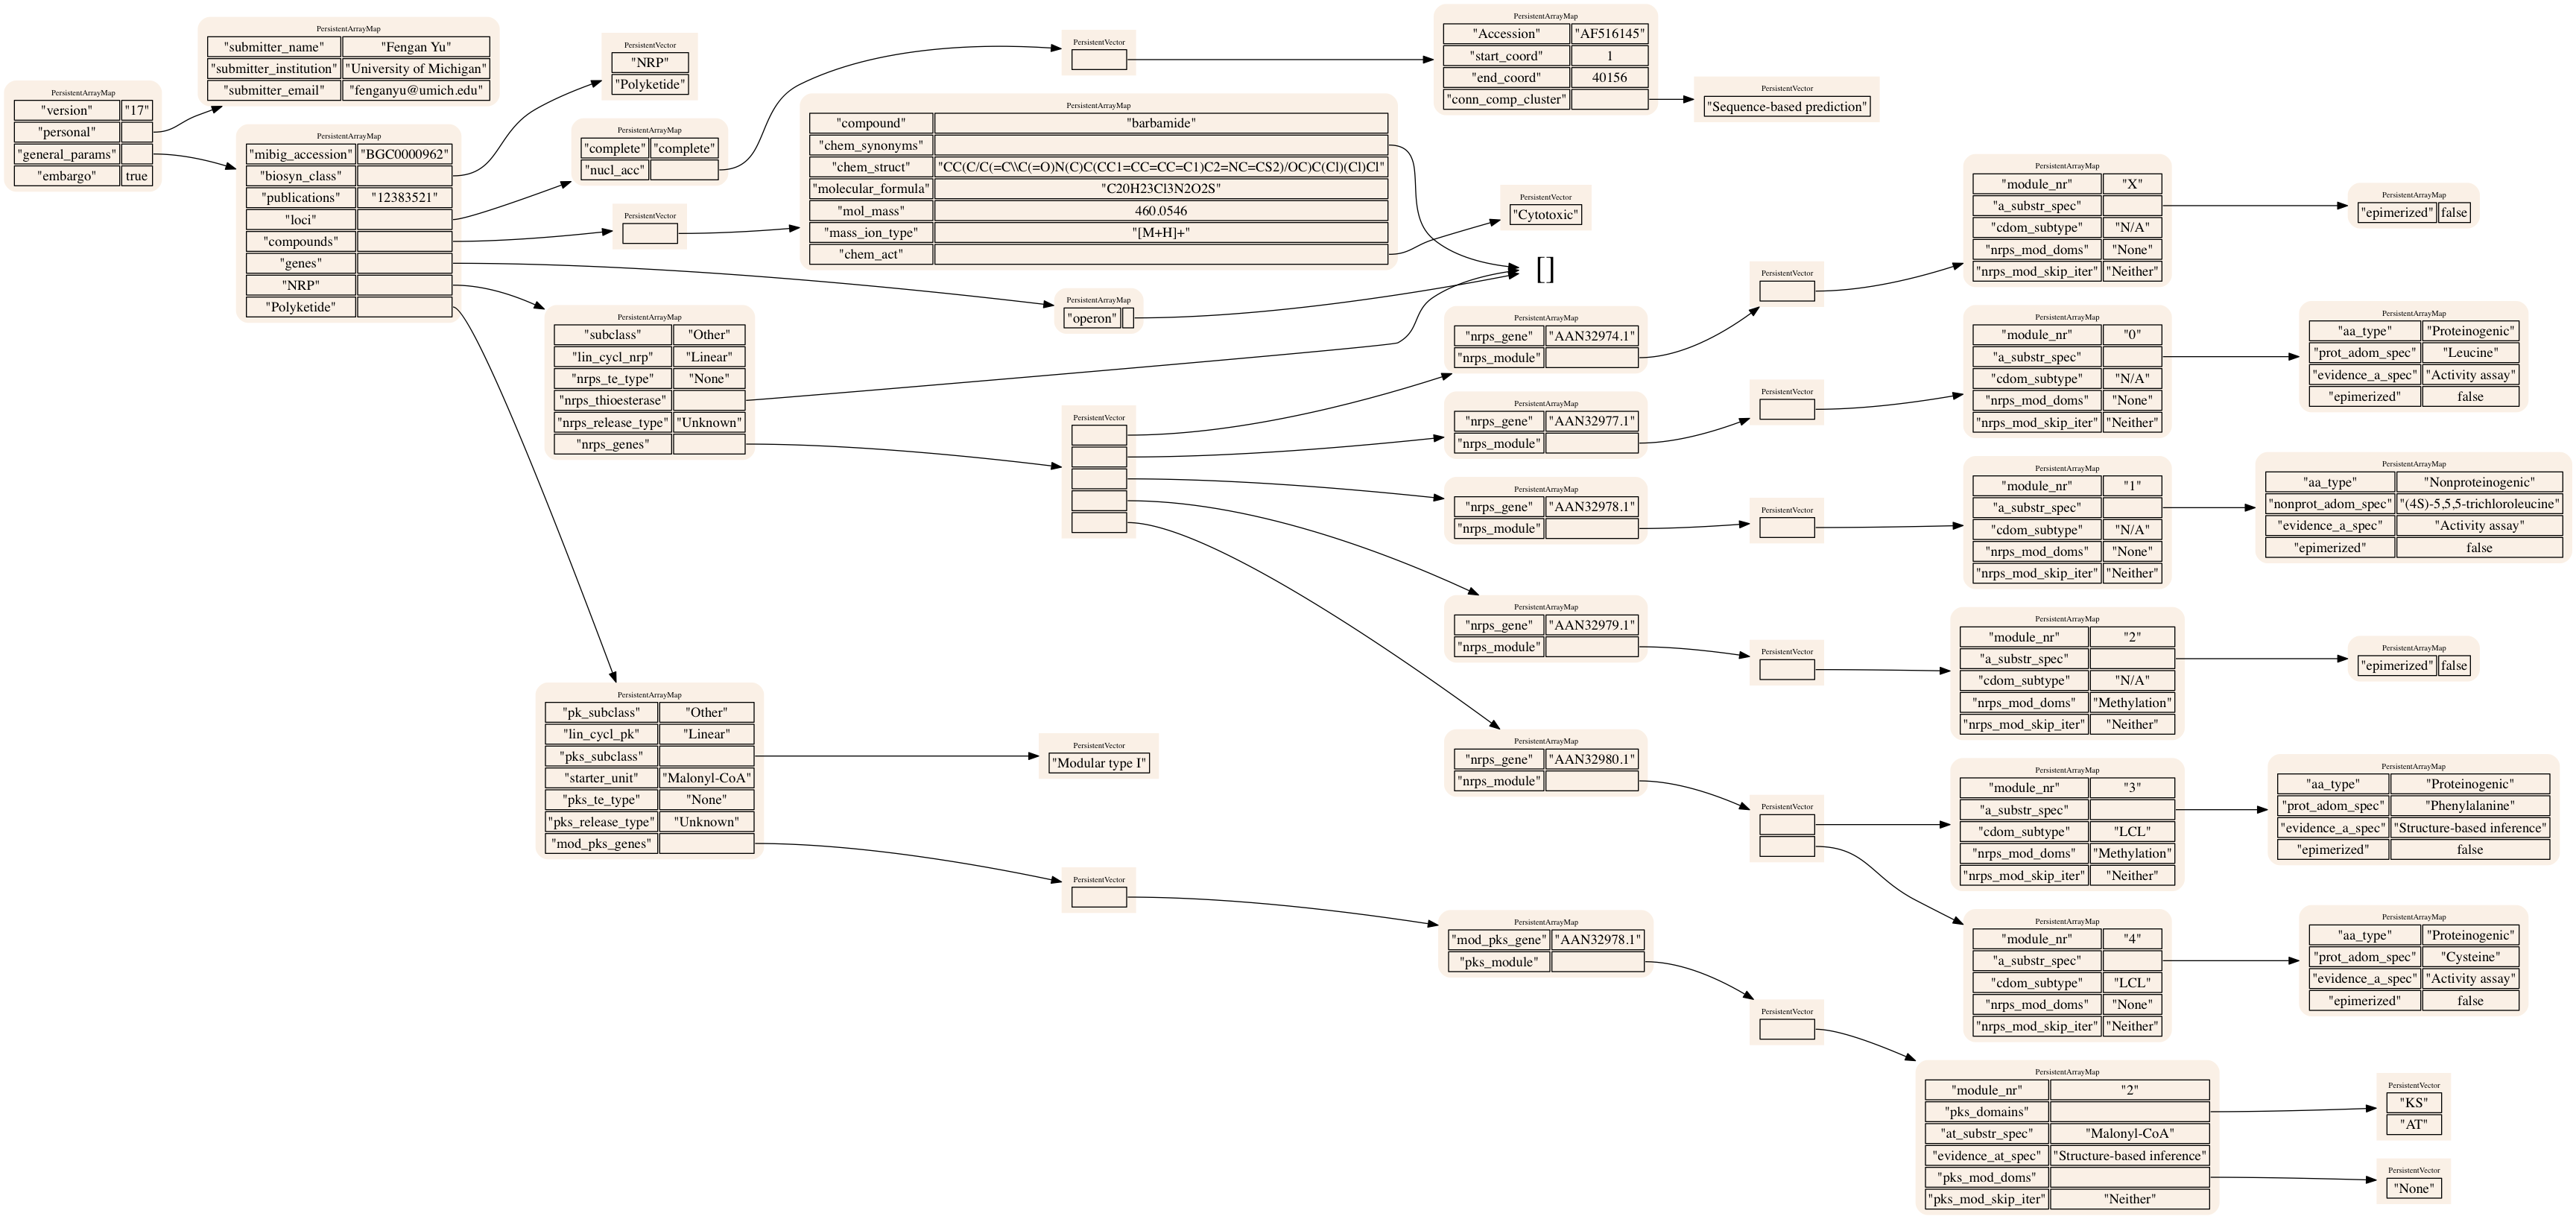 PersistentArrayMap
"version" "17"
"personal"
"general_params"
"embargo" true
PersistentArrayMap
"submitter_name" "Fengan Yu"
"submitter_institution" "University of Michigan"
"submitter_email" "fenganyu@umich.edu"
PersistentArrayMap
"mibig_accession" "BGC0000962"
"biosyn_class"
"publications" "12383521"
"loci"
"compounds"
"genes"
"NRP"
"Polyketide"
PersistentVector
"NRP"
"Polyketide"
PersistentArrayMap
"complete" "complete"
"nucl_acc"
PersistentVector
PersistentArrayMap
"subclass" "Other"
"lin_cycl_nrp" "Linear"
"nrps_te_type" "None"
"nrps_thioesterase"
"nrps_release_type" "Unknown"
"nrps_genes"
PersistentArrayMap
"pk_subclass" "Other"
"lin_cycl_pk" "Linear"
"pks_subclass"
"starter_unit" "Malonyl-CoA"
"pks_te_type" "None"
"pks_release_type" "Unknown"
"mod_pks_genes"
PersistentVector
PersistentArrayMap
"compound" "barbamide"
"chem_synonyms"
"chem_struct" "CC(C/C(=C\\C(=O)N(C)C(CC1=CC=CC=C1)C2=NC=CS2)/OC)C(Cl)(Cl)Cl"
"molecular_formula" "C20H23Cl3N2O2S"
"mol_mass" 460.0546
"mass_ion_type" "[M+H]+"
"chem_act"
PersistentArrayMap
"operon"
PersistentVector
PersistentVector
"Modular type I"
PersistentVector
PersistentArrayMap
"Accession" "AF516145"
"start_coord" 1
"end_coord" 40156
"conn_comp_cluster"
PersistentVector
"Sequence-based prediction"
PersistentVector
"Cytotoxic"
[]
PersistentArrayMap
"nrps_gene" "AAN32974.1"
"nrps_module"
PersistentArrayMap
"nrps_gene" "AAN32977.1"
"nrps_module"
PersistentArrayMap
"nrps_gene" "AAN32978.1"
"nrps_module"
PersistentArrayMap
"nrps_gene" "AAN32979.1"
"nrps_module"
PersistentArrayMap
"nrps_gene" "AAN32980.1"
"nrps_module"
PersistentArrayMap
"mod_pks_gene" "AAN32978.1"
"pks_module"
PersistentVector
PersistentVector
PersistentVector
PersistentVector
PersistentVector
PersistentVector
PersistentArrayMap
"module_nr" "X"
"a_substr_spec"
"cdom_subtype" "N/A"
"nrps_mod_doms" "None"
"nrps_mod_skip_iter" "Neither"
PersistentArrayMap
"epimerized" false
PersistentArrayMap
"module_nr" "0"
"a_substr_spec"
"cdom_subtype" "N/A"
"nrps_mod_doms" "None"
"nrps_mod_skip_iter" "Neither"
PersistentArrayMap
"aa_type" "Proteinogenic"
"prot_adom_spec" "Leucine"
"evidence_a_spec" "Activity assay"
"epimerized" false
PersistentArrayMap
"module_nr" "1"
"a_substr_spec"
"cdom_subtype" "N/A"
"nrps_mod_doms" "None"
"nrps_mod_skip_iter" "Neither"
PersistentArrayMap
"aa_type" "Nonproteinogenic"
"nonprot_adom_spec" "(4S)-5,5,5-trichloroleucine"
"evidence_a_spec" "Activity assay"
"epimerized" false
PersistentArrayMap
"module_nr" "2"
"a_substr_spec"
"cdom_subtype" "N/A"
"nrps_mod_doms" "Methylation"
"nrps_mod_skip_iter" "Neither"
PersistentArrayMap
"epimerized" false
PersistentArrayMap
"module_nr" "3"
"a_substr_spec"
"cdom_subtype" "LCL"
"nrps_mod_doms" "Methylation"
"nrps_mod_skip_iter" "Neither"
PersistentArrayMap
"aa_type" "Proteinogenic"
"prot_adom_spec" "Phenylalanine"
"evidence_a_spec" "Structure-based inference"
"epimerized" false
PersistentArrayMap
"module_nr" "4"
"a_substr_spec"
"cdom_subtype" "LCL"
"nrps_mod_doms" "None"
"nrps_mod_skip_iter" "Neither"
PersistentArrayMap
"aa_type" "Proteinogenic"
"prot_adom_spec" "Cysteine"
"evidence_a_spec" "Activity assay"
"epimerized" false
PersistentArrayMap
"module_nr" "2"
"pks_domains"
"at_substr_spec" "Malonyl-CoA"
"evidence_at_spec" "Structure-based inference"
"pks_mod_doms"
"pks_mod_skip_iter" "Neither"
PersistentVector
"KS"
"AT"
PersistentVector
"None"